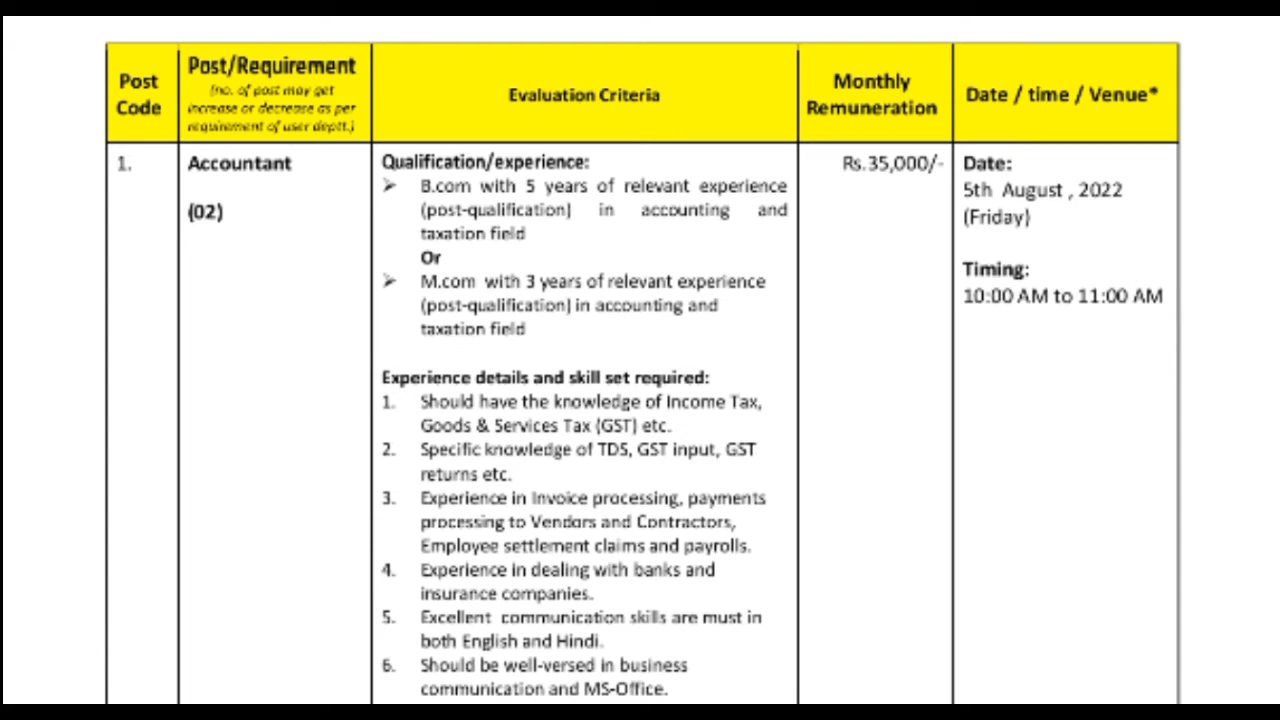 Post
Code
Post/Requirement
(no. of post may get
increase or decrease as per
requirement of user deptt.)
Evaluation Criteria
Monthly
Remuneration
Date / time / Venue*
1.
Accountant
(02)
Qualification/experience:
➢ B.com with 5 years of relevant experience
(post-qualification) in accounting and
taxation field
Or
➢ M.com with 3 years of relevant experience
(post-qualification) in accounting and
taxation field
Experience details and skill set required:
1. Should have the knowledge of Income Tax,
Goods & Services Tax (GST) etc.
2. Specific knowledge of TDS, GST input, GST
returns etc.
3. Experience in Invoice processing, payments
processing to Vendors and Contractors,
Employee settlement claims and payrolls.
4. Experience in dealing with banks and
insurance companies.
5. Excellent communication skills are must in
both English and Hindi.
6. Should be well-versed in business
communication and MS-Office.
Rs.35,000/-
Date:
5th August , 2022
(Friday)
Timing:
10:00 AM to 11:00 AM